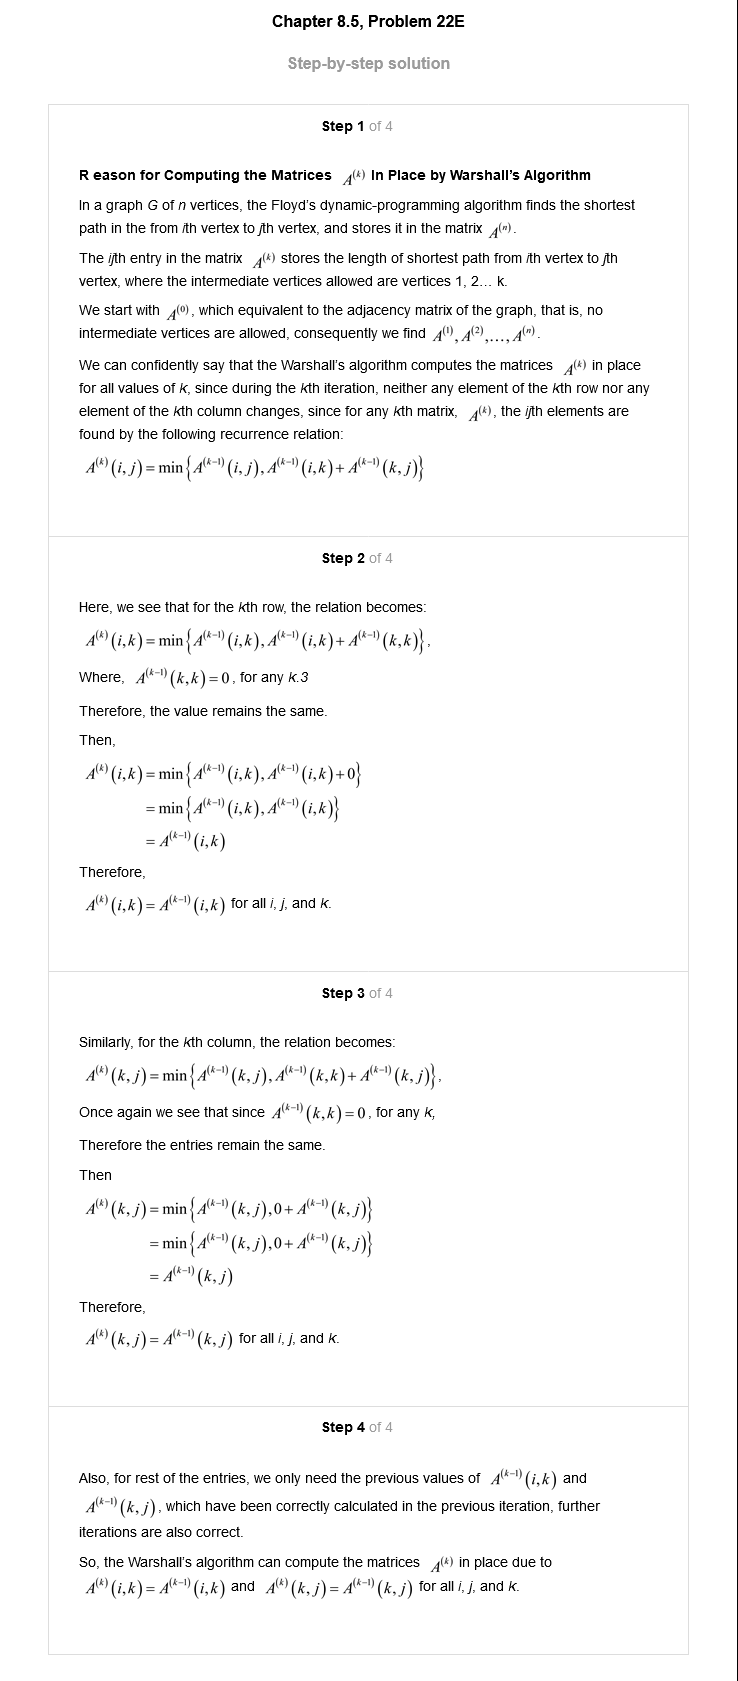 Chapter 8.5, Problem 22E
Step-by-step solution
Step 1 of 4
R eason for Computing the Matrices A^(k) In Place by Warshall's Algorithm
In a graph G of n vertices, the Floyd's dynamic-programming algorithm finds the shortest
path in the from ith vertex to jth vertex, and stores it in the matrix A^(n).
The ijth entry in the matrix A^(k) stores the length of shortest path from ith vertex to jth
vertex, where the intermediate vertices allowed are vertices 1, 2... k.
We start with A^(0), which equivalent to the adjacency matrix of the graph, that is, no
intermediate vertices are allowed, consequently we find A^(1), A^(2),..., A^(n).
We can confidently say that the Warshall's algorithm computes the matrices A^(k) in place
for all values of k, since during the kth iteration, neither any element of the kth row nor any
element of the kth column changes, since for any kth matrix, A^(k), the ijth elements are
found by the following recurrence relation:
A^(k)(i,j)=min{A^(k-1)(i,j),A^(k-1)(i,k)+A^(k-1)(k,j)}
Step 2 of 4
Here, we see that for the kth row, the relation becomes:
A^(k)(i,k)=min{A^(k-1)(i,k),A^(k-1)(i,k)+A^(k-1)(k,k)},
Where, A^(k-1)(k,k)=0, for any k.3
Therefore, the value remains the same.
Then,
A^(k)(i,k)=min{A^(k-1)(i,k),A^(k-1)(i,k)+0}
=min{A^(k-1)(i,k),A^(k-1)(i,k)}
=A^(k-1)(i,k)
Therefore,
A^(k)(i,k)=A^(k-1)(i,k) for all i, j, and k.
Step 3 of 4
Similarly, for the kth column, the relation becomes:
A^(k)(k,j)=min{A^(k-1)(k,j),A^(k-1)(k,k)+A^(k-1)(k,j)},
Once again we see that since A^(k-1)(k,k)=0, for any k,
Therefore the entries remain the same.
Then
A^(k)(k,j)=min{A^(k-1)(k,j),0+A^(k-1)(k,j)}
=min{A^(k-1)(k,j),0+A^(k-1)(k,j)}
=A^(k-1)(k,j)
Therefore,
A^(k)(k,j)=A^(k-1)(k,j) for all i, j, and k.
Step 4 of 4
Also, for rest of the entries, we only need the previous values of A^(k-1)(i,k) and
A^(k-1)(k,j), which have been correctly calculated in the previous iteration, further
iterations are also correct.
So, the Warshall's algorithm can compute the matrices A^(k) in place due to
A^(k)(i,k)=A^(k-1)(i,k) and A^(k)(k,j)=A^(k-1)(k,j) for all i, j, and k.